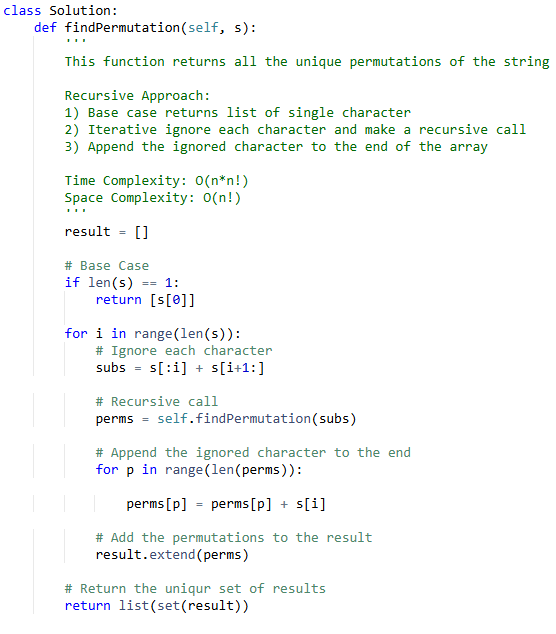 class Solution:
    def findPermutation(self, s):
        '''
        This function returns all the unique permutations of the string

        Recursive Approach:
        1) Base case returns list of single character
        2) Iterative ignore each character and make a recursive call
        3) Append the ignored character to the end of the array

        Time Complexity: O(n*n!)
        Space Complexity: O(n!)
        '''
        result = []

        # Base Case
        if len(s) == 1:
            return [s[0]]

        for i in range(len(s)):
            # Ignore each character
            subs = s[:i] + s[i+1:]

            # Recursive call
            perms = self.findPermutation(subs)

            # Append the ignored character to the end
            for p in range(len(perms)):

                perms[p] = perms[p] + s[i]

            # Add the permutations to the result
            result.extend(perms)

        # Return the uniqur set of results
        return list(set(result))